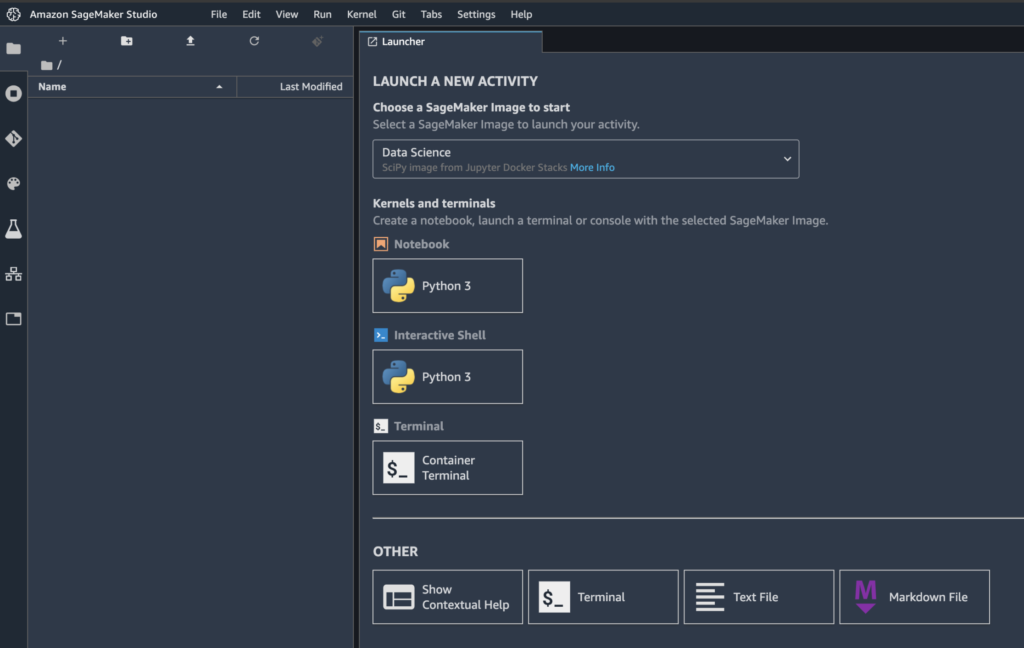 Amazon SageMaker Studio File Edit View Run Kernel Git Tabs Settings Help
/
Name Last Modified
Launcher
LAUNCH A NEW ACTIVITY
Choose a SageMaker Image to start
Select a SageMaker Image to launch your activity.
Data Science
SciPy image from Jupyter Docker Stacks More Info
Kernels and terminals
Create a notebook, launch a terminal or console with the selected SageMaker Image.
Notebook
Python 3
Interactive Shell
Python 3
$_ Terminal
$_ Container
Terminal
OTHER
Show
Contextual Help
$_ Terminal
Text File
M Markdown File